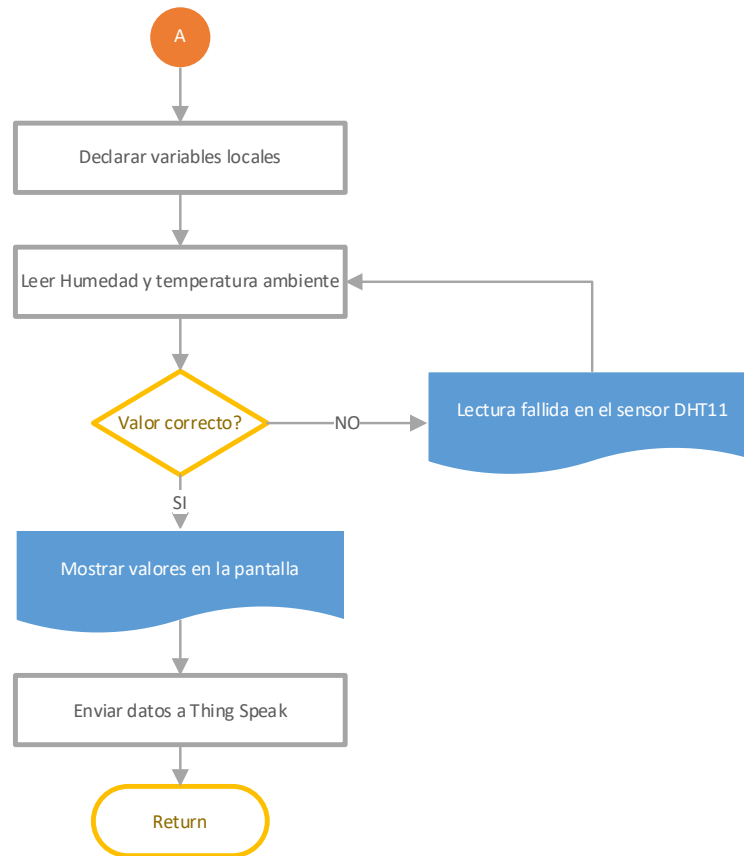 A
Declarar variables locales
Leer Humedad y temperatura ambiente
Valor correcto?
NO
Lectura fallida en el sensor DHT11
SI
Mostrar valores en la pantalla
Enviar datos a Thing Speak
Return